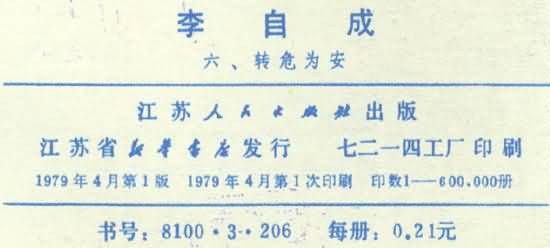 李自成
六、转危为安
江苏人民出版社出版
江苏省新华书店发行 七二一四工厂印刷
1979年4月第1版 1979年4月第1次印刷 印数1——600,000册
书号：8100·3·206 每册：0.21元